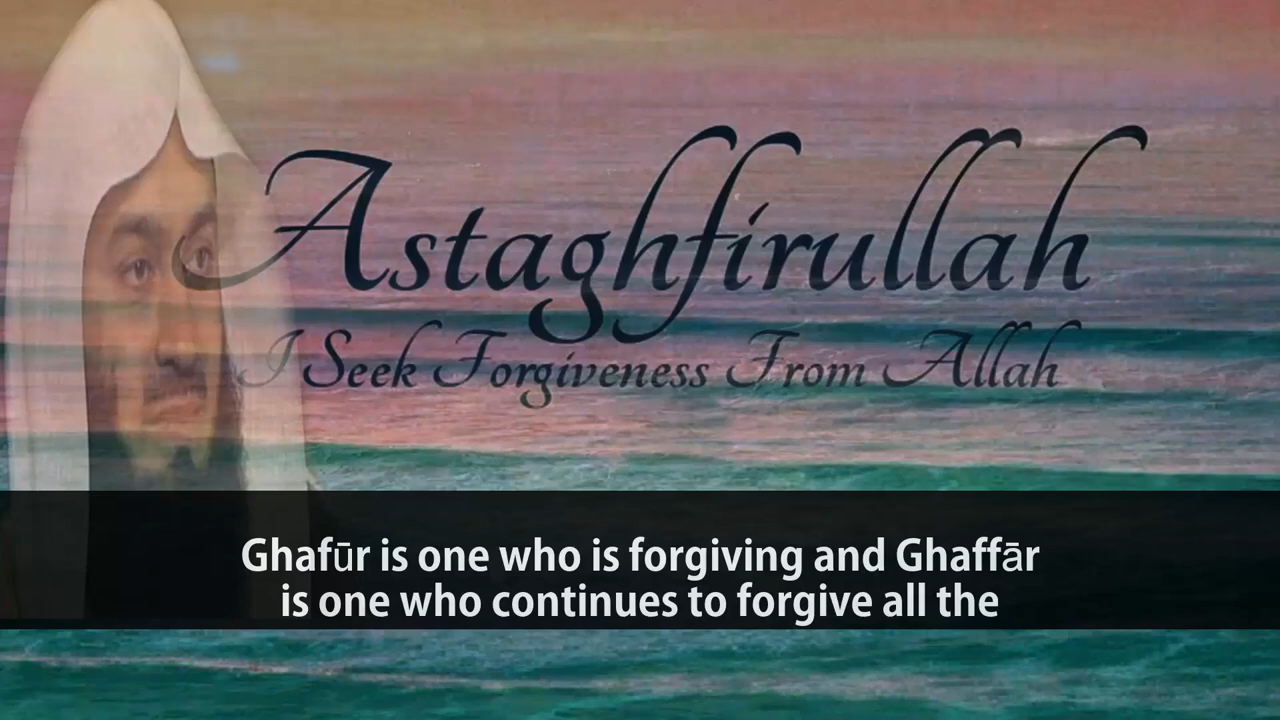 Astaghfirullah
I Seek Forgiveness From Allah
Ghafūr is one who is forgiving and Ghaffār
is one who continues to forgive all the